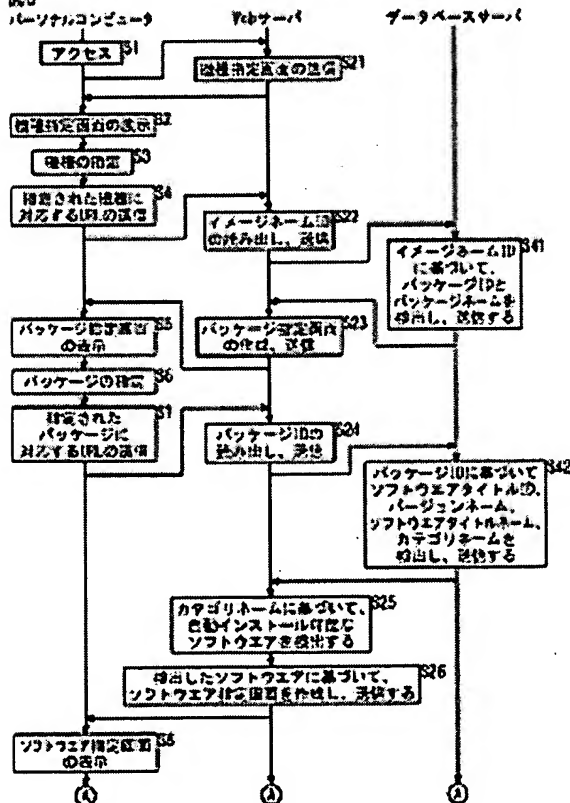 パーソナルコンピュータ
Webサーバ
データベースサーバ
アクセス
S1
機種指定画面の送信
S21
機種指定画面の表示
S2
機種の指定
S3
指定された機種に
対応するURLの送信
S4
イメージネームID
の読み出し、送信
S22
イメージネームID
に基づいて、
パッケージIDと
パッケージネームを
検出し、送信する
S41
パッケージ指定画面
の表示
S5
パッケージ指定画面
の作成、送信
S23
パッケージの指定
S6
指定された
パッケージに
対応するURLの送信
パッケージIDの
読み出し、送信
S24
パッケージIDに基づいて
ソフトウエアタイトルID、
バージョンネーム、
ソフトウエアタイトルネーム、
カテゴリネームを
検出し、送信する
S42
カテゴリネームに基づいて、
自動インストール可能な
ソフトウエアを検出する
S25
検出したソフトウエアに基づいて、
ソフトウエア指定画面を作成し、送信する
S26
ソフトウエア指定画面
の表示
S8
A
A
A